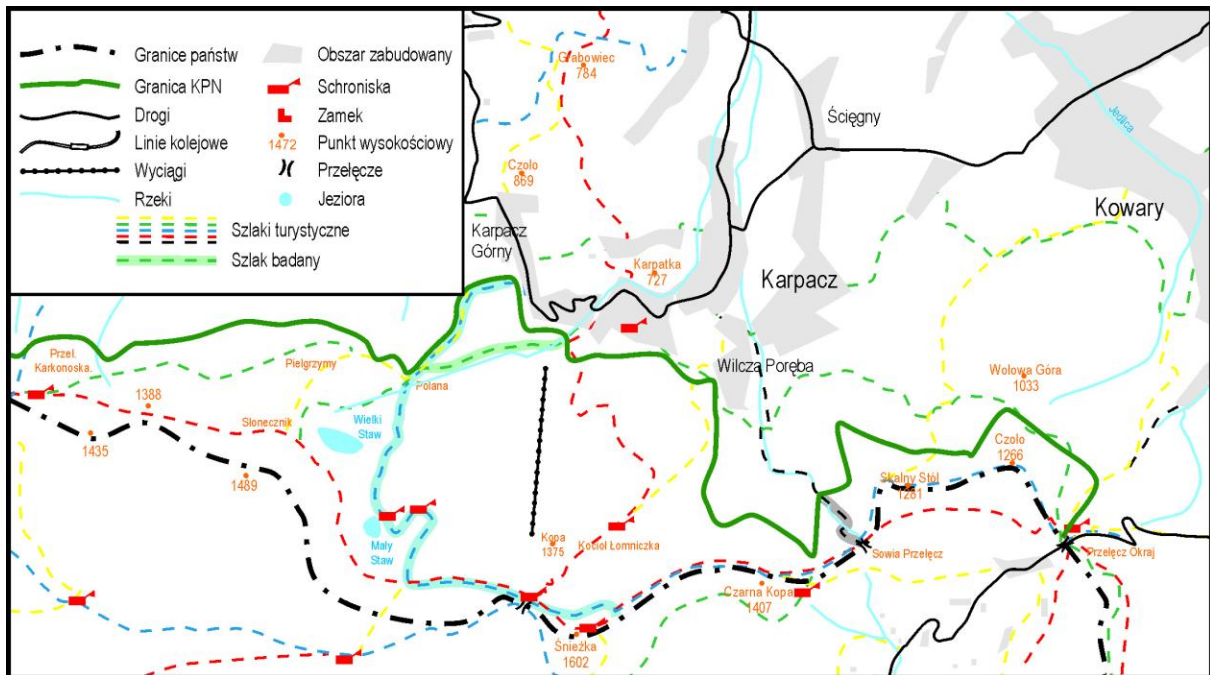 Granice państw
Granica KPN
Drogi
Linie kolejowe
Wyciągi
Rzeki
Obszar zabudowany
Schroniska
Zamek
1472
Punkt wysokościowy
Przełęcze
Jeziora
Szlaki turystyczne
Szlak badany
Grabowiec
784
Ścięgny
Jedlica
Czoło
869
Kowary
Karpacz
Górny
Karpatka
727
Karpacz
Przeł.
Karkonoska.
Pielgrzymy
Polana
Wilcza Poręba
Wołowa Góra
1033
1388
Słonecznik
Wielki
Staw
1435
1489
Czoło
1266
Skalny Stół
1281
Mały
Staw
Kopa
1375
Kocioł Łomniczka
Sowia Przełęcz
Przełęcz Okraj
Czarna Kopa
1407
Śnieżka
1602